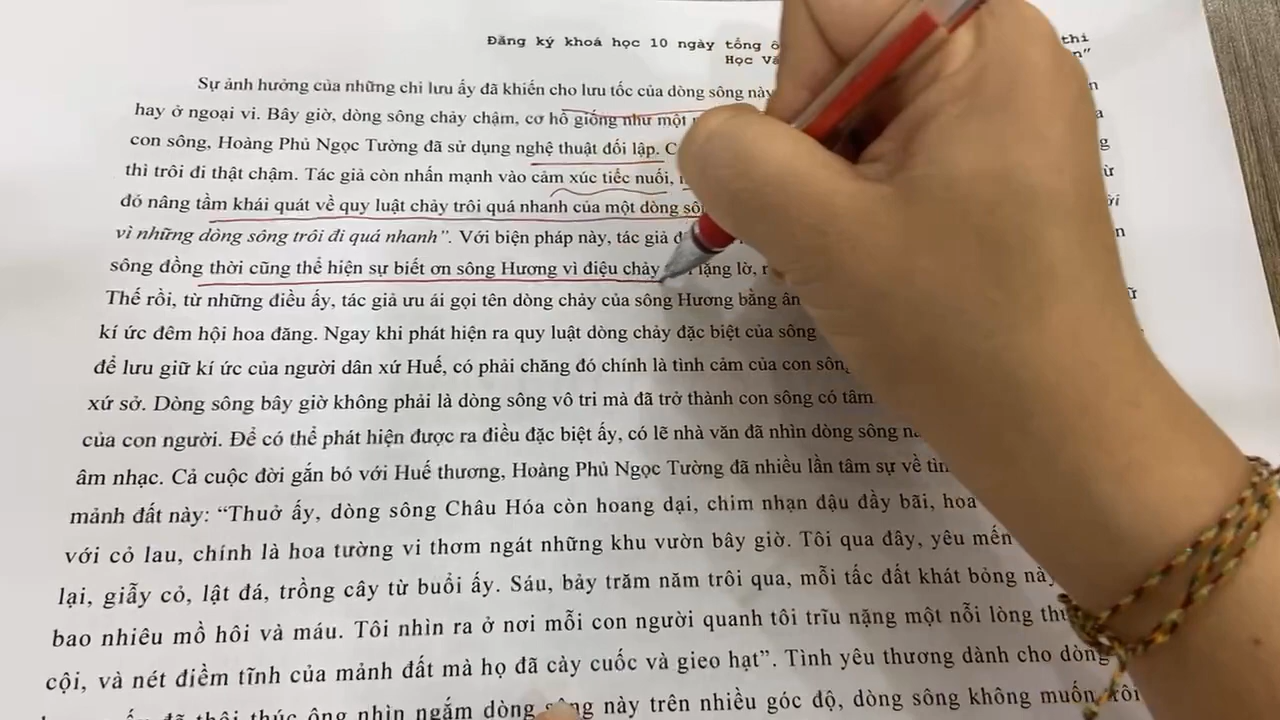 Đăng ký khoá học 10 ngày tổng ô thi
Học Vă n"
Sự ảnh hưởng của những chi lưu ấy đã khiến cho lưu tốc của dòng sông này
hay ở ngoại vi. Bây giờ, dòng sông chảy chậm, cơ hồ giống như một
con sông, Hoàng Phủ Ngọc Tường đã sử dụng nghệ thuật đối lập.
thì trôi đi thật chậm. Tác giả còn nhấn mạnh vào cảm xúc tiếc nuối,
đó nâng tầm khái quát về quy luật chảy trôi quá nhanh của một dòng sô
vì những dòng sông trôi đi quá nhanh". Với biện pháp này, tác giả
sông đồng thời cũng thể hiện sự biết ơn sông Hương vì điệu chảy lặng lờ,
Thế rồi, từ những điều ấy, tác giả ưu ái gọi tên dòng chảy của sông Hương bằng ân
kí ức đêm hội hoa đăng. Ngay khi phát hiện ra quy luật dòng chảy đặc biệt của sông
để lưu giữ kí ức của người dân xứ Huế, có phải chăng đó chính là tình cảm của con sông
xứ sở. Dòng sông bây giờ không phải là dòng sông vô tri mà đã trở thành con sông có tâm
của con người. Để có thể phát hiện được ra điều đặc biệt ấy, có lẽ nhà văn đã nhìn dòng sông
âm nhạc. Cả cuộc đời gắn bó với Huế thương, Hoàng Phủ Ngọc Tường đã nhiều lần tâm sự về tìn
mảnh đất này: “Thuở ấy, dòng sông Châu Hóa còn hoang dại, chim nhạn đậu đầy bãi, hoa
với cỏ lau, chính là hoa tường vi thơm ngát những khu vườn bây giờ. Tôi qua đây, yêu mến
lại, giẫy cỏ, lật đá, trồng cây từ buổi ấy. Sáu, bảy trăm năm trôi qua, mỗi tấc đất khát bỏng này
bao nhiêu mồ hôi và máu. Tôi nhìn ra ở nơi mỗi con người quanh tôi trĩu nặng một nỗi lòng
cội, và nét điềm tĩnh của mảnh đất mà họ đã cày cuốc và gieo hạt”. Tình yêu thương dành cho dòng
đã thôi thúc ông nhìn ngắm dòng sông này trên nhiều góc độ, dòng sông không muốn trôi